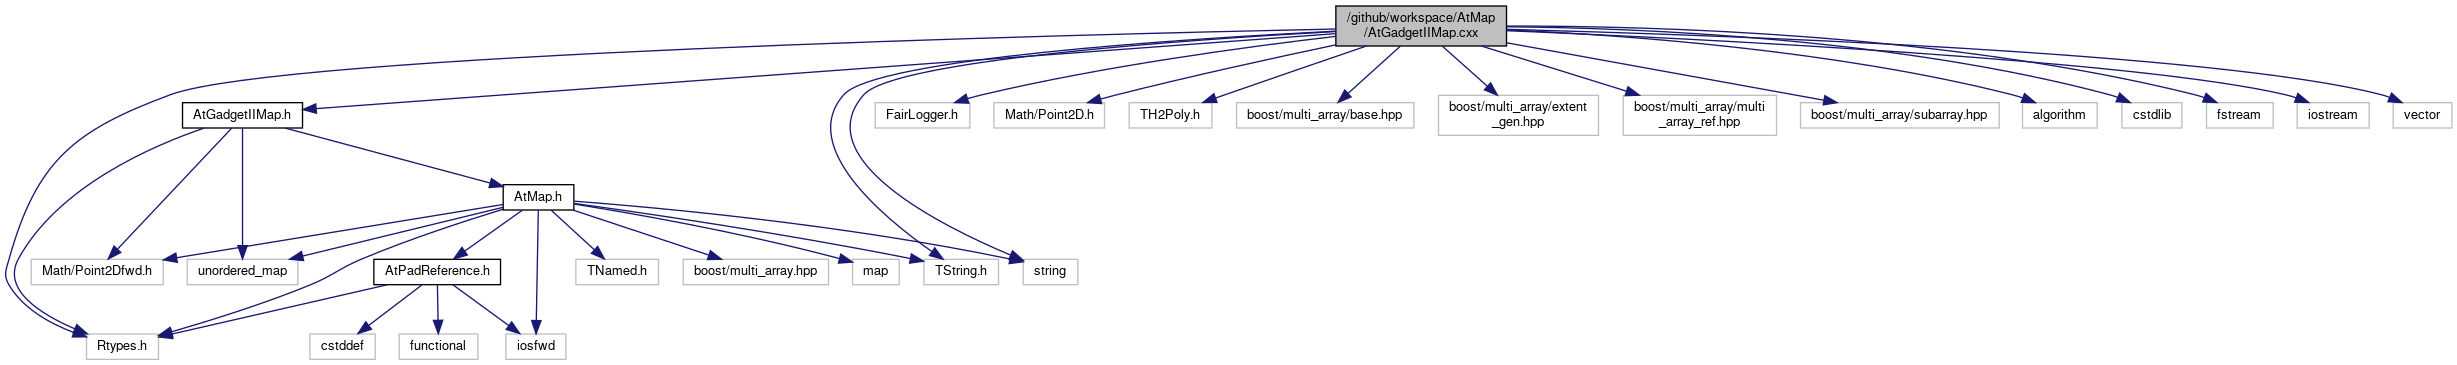 /github/workspace/AtMap
/AtGadgetIIMap.cxx
AtGadgetIIMap.h
FairLogger.h
Math/Point2D.h
TH2Poly.h
boost/multi_array/base.hpp
boost/multi_array/extent
_gen.hpp
boost/multi_array/multi
_array_ref.hpp
boost/multi_array/subarray.hpp
algorithm
cstdlib
fstream
iostream
vector
AtMap.h
Math/Point2Dfwd.h
unordered_map
AtPadReference.h
TNamed.h
boost/multi_array.hpp
map
TString.h
string
Rtypes.h
cstddef
functional
iosfwd